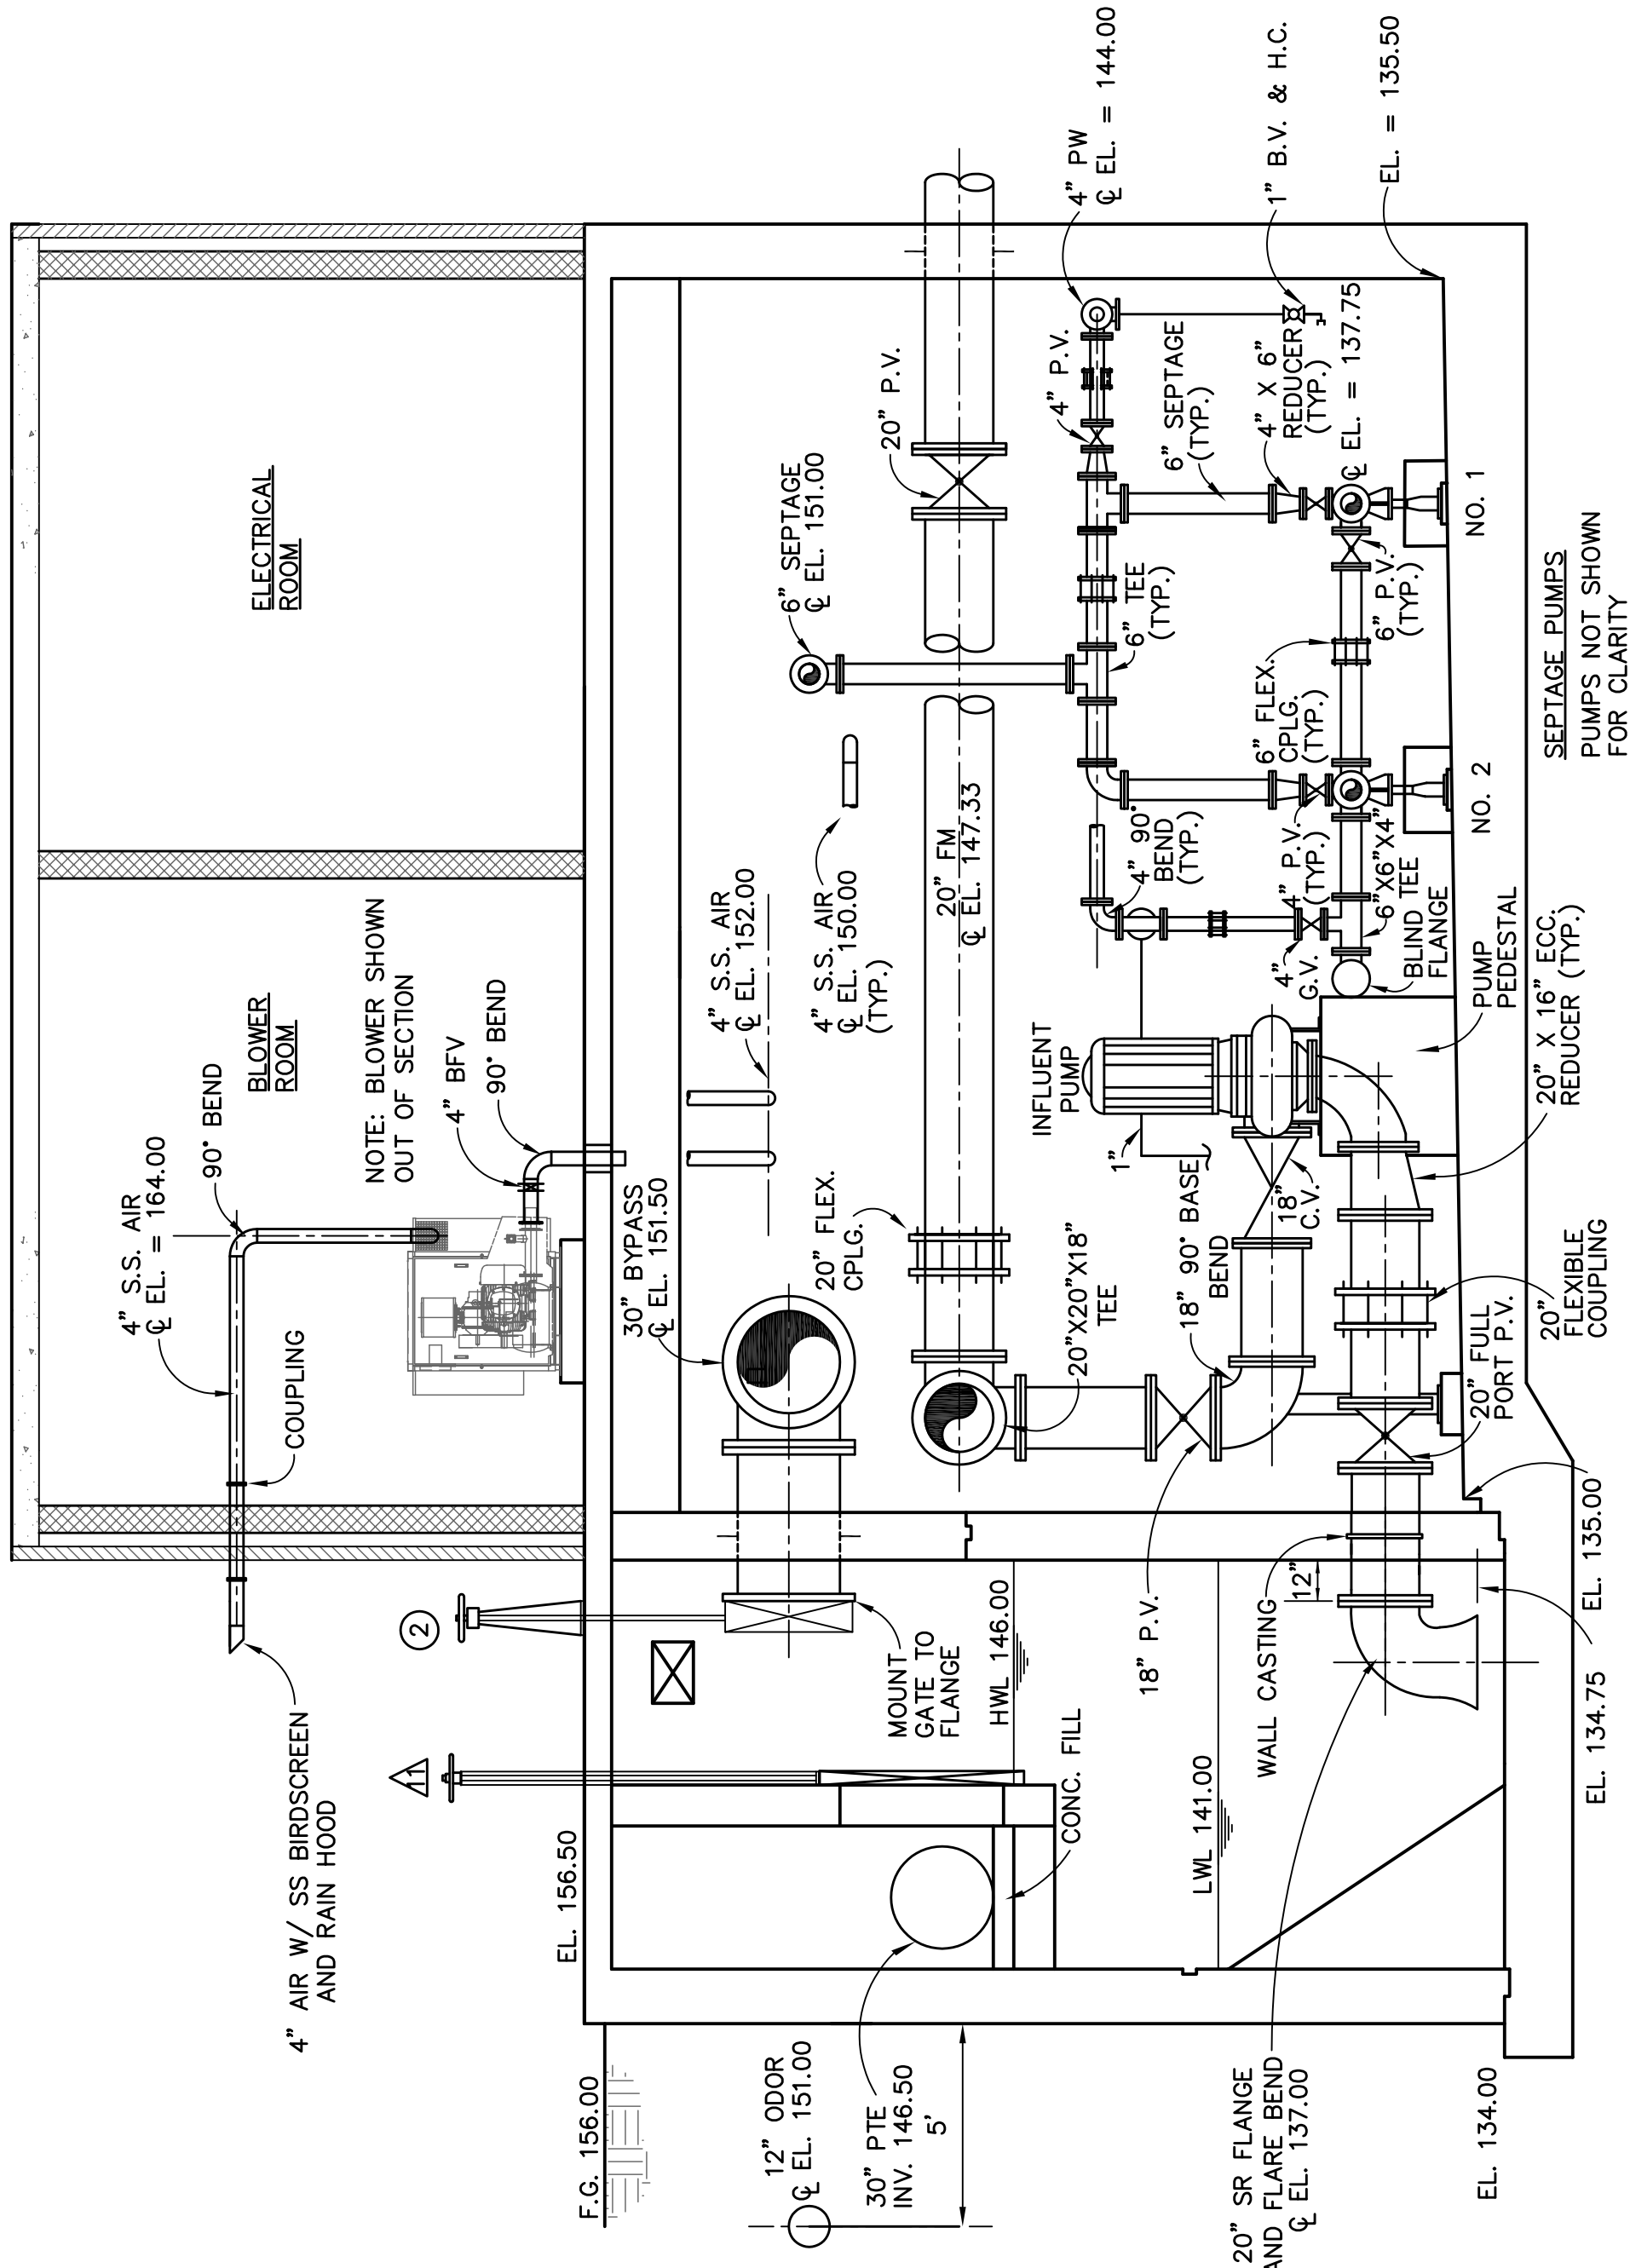 4" AIR W/ SS BIRDSCREEN
AND RAIN HOOD
COUPLING
4" S.S. AIR
℄ EL. = 164.00
90° BEND
BLOWER
ROOM
NOTE: BLOWER SHOWN
OUT OF SECTION
4" BFV
90° BEND
ELECTRICAL
ROOM
F.G. 156.00
EL. 156.50
11
2
12" ODOR
℄ EL. 151.00
30" PTE
INV. 146.50
5'
MOUNT
GATE TO
FLANGE
HWL 146.00
CONC. FILL
LWL 141.00
30" BYPASS
℄ EL. 151.50
20" FLEX.
CPLG.
4" S.S. AIR
℄ EL. 152.00
4" S.S. AIR
℄ EL. 150.00
(TYP.)
20" FM
℄ EL. 147.33
6" SEPTAGE
℄ EL. 151.00
20" P.V.
4" PW
℄ EL. = 144.00
1" B.V. & H.C.
EL. = 135.50
20"X20"X18"
TEE
18" 90° BASE
BEND
18" P.V.
18"
C.V.
INFLUENT
PUMP
1"
4" 90°
BEND
(TYP.)
6" TEE
(TYP.)
4" P.V.
6" SEPTAGE
(TYP.)
4" X 6"
REDUCER
(TYP.)
℄ EL. = 137.75
6" FLEX.
CPLG.
(TYP.)
6" P.V.
(TYP.)
4"
G.V.
4" P.V.
(TYP.)
6"X6"X4"
TEE
BLIND
FLANGE
PUMP
PEDESTAL
NO. 2
NO. 1
SEPTAGE PUMPS
PUMPS NOT SHOWN
FOR CLARITY
20" X 16" ECC.
REDUCER (TYP.)
20"
FLEXIBLE
COUPLING
20" FULL
PORT P.V.
WALL CASTING
12"
EL. 135.00
EL. 134.75
20" SR FLANGE
AND FLARE BEND
℄ EL. 137.00
EL. 134.00